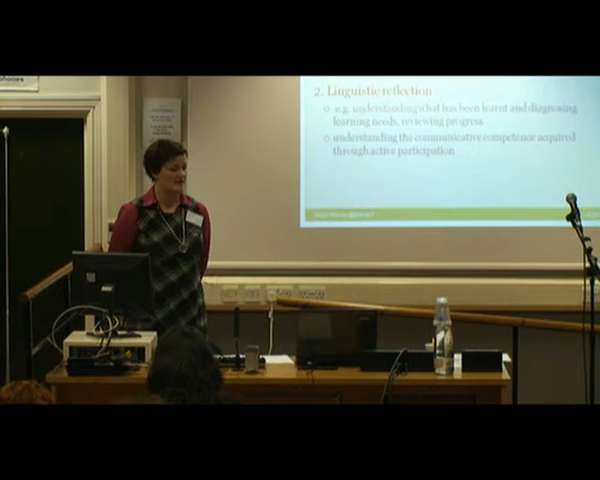 phones
2. Linguistic reflection
e.g. understanding what has been learnt and diagnosing
learning needs, reviewing progress
understanding the communicative competence acquired
through active participation